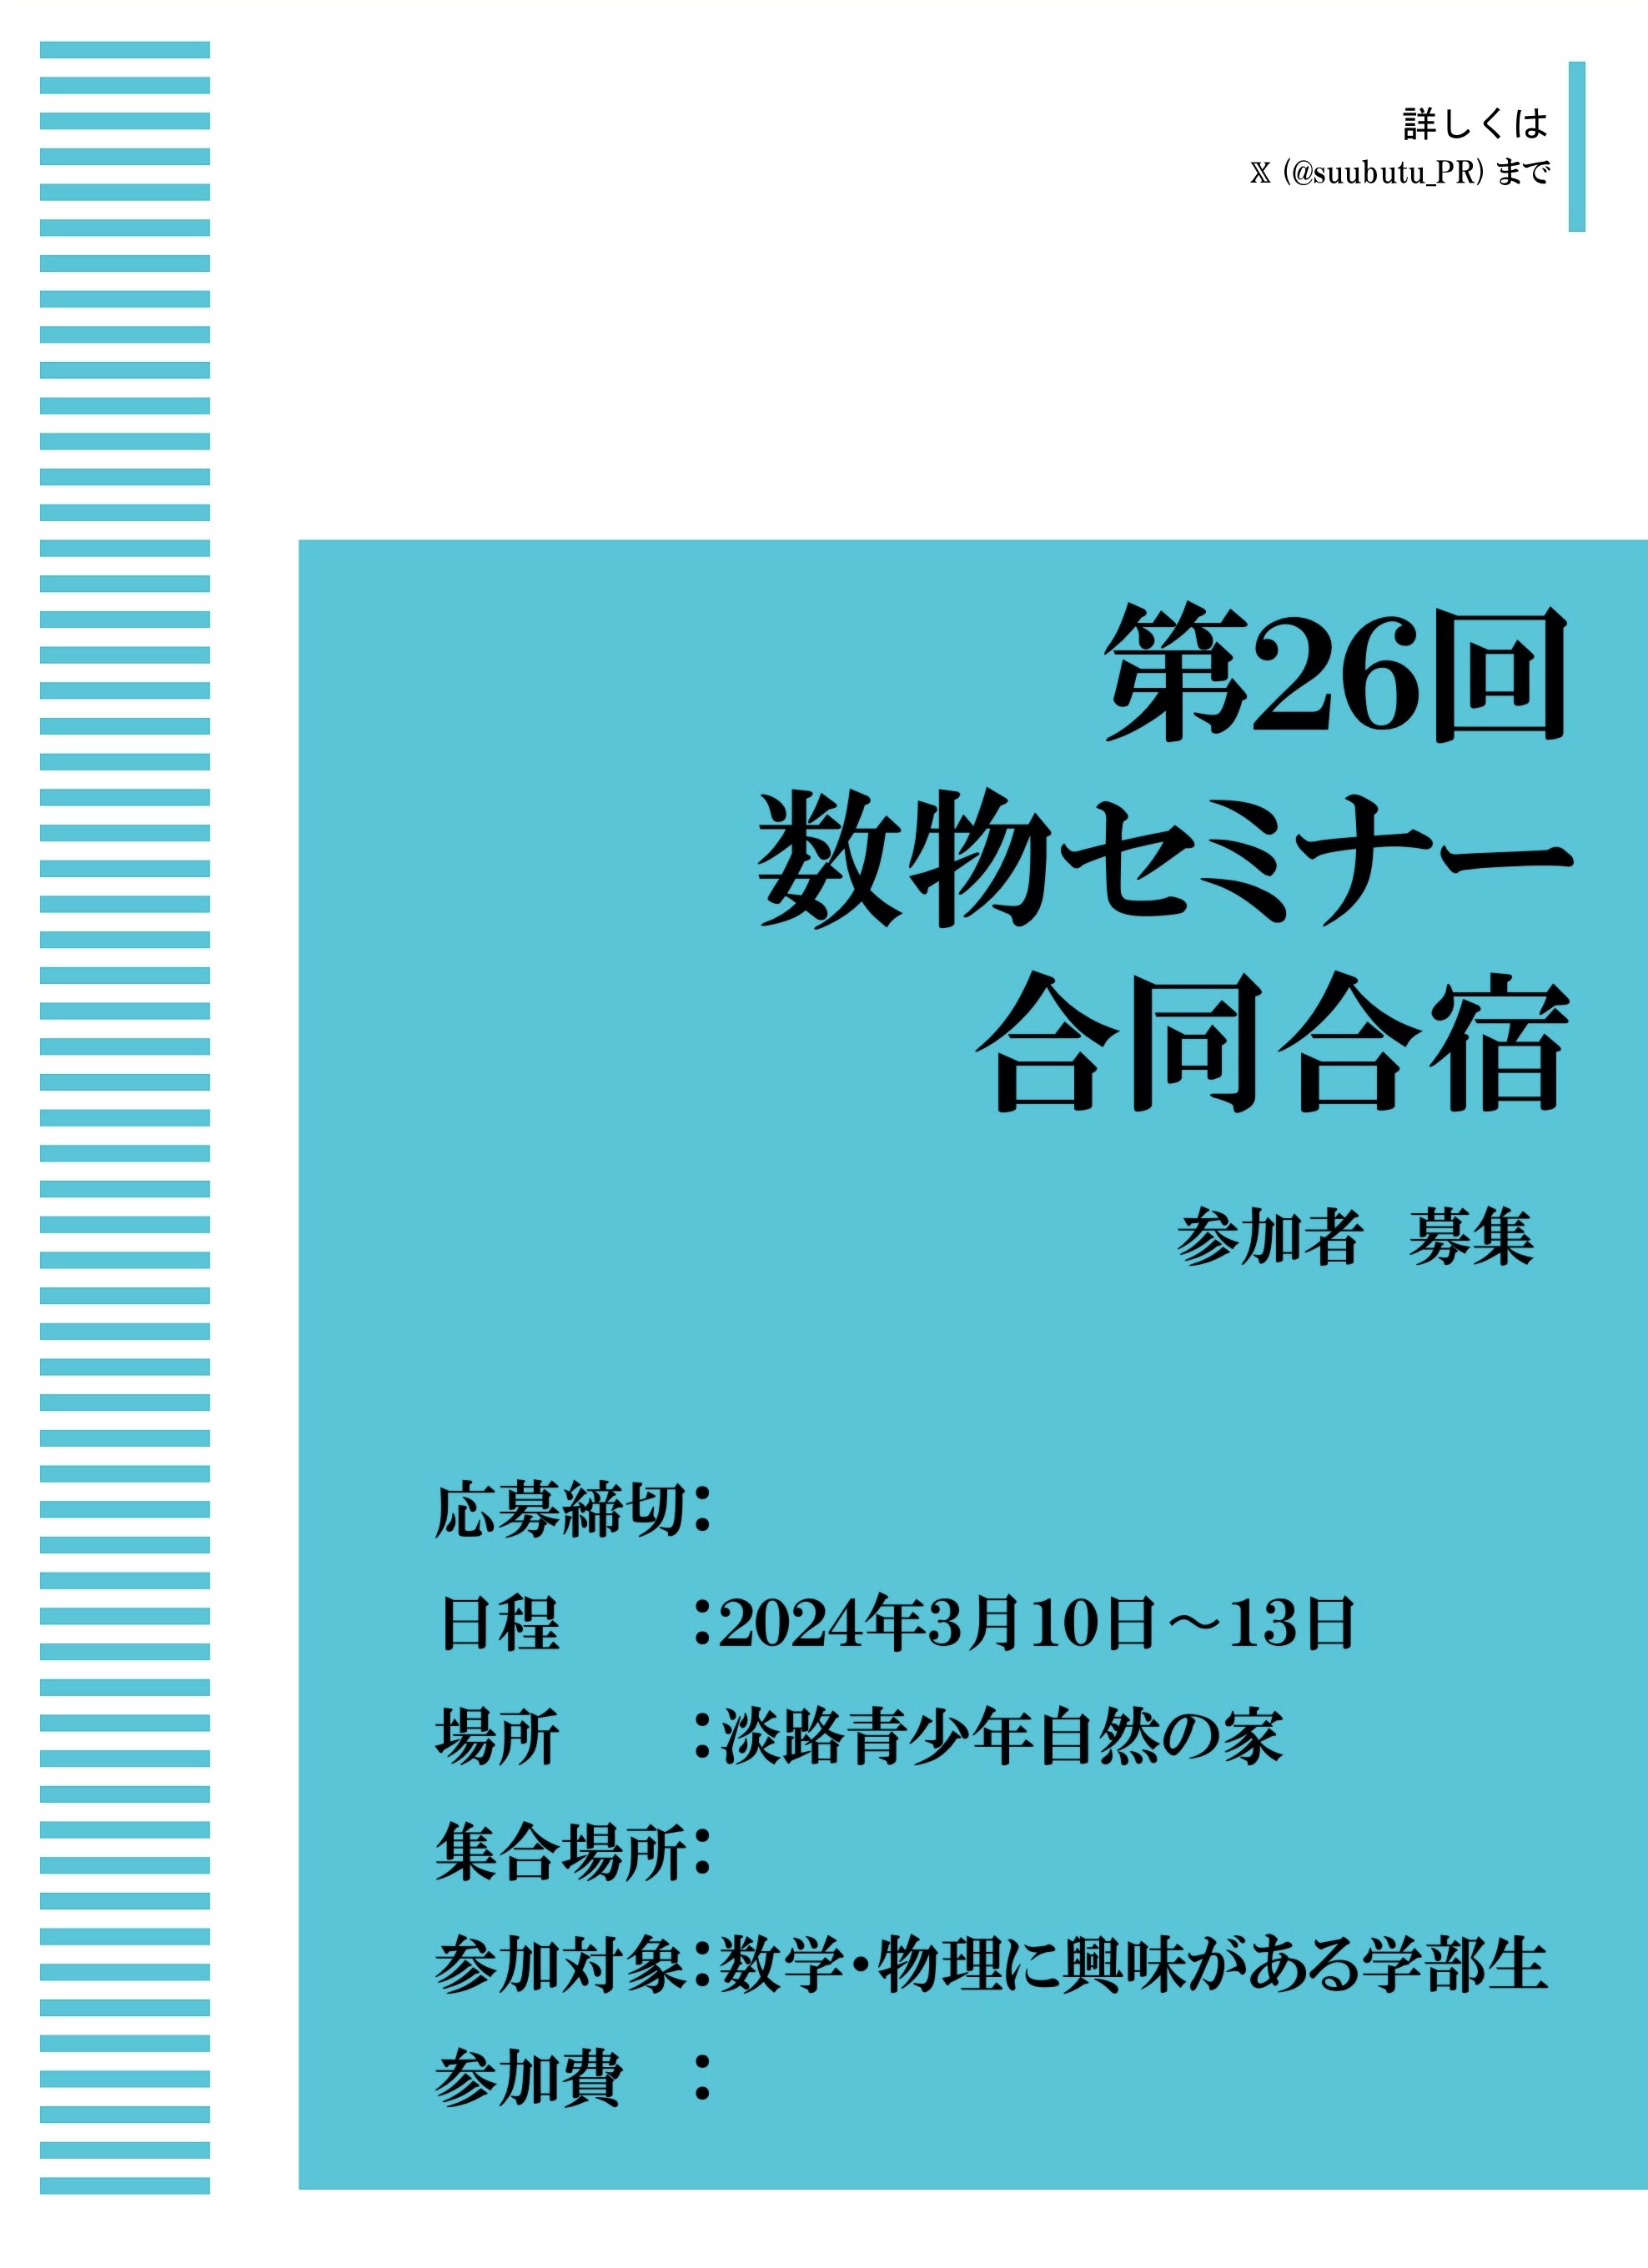 詳しくは
X（@suubutu_PR）まで
第26回
数物セミナー
合同合宿
参加者　募集
応募締切：
日程　　：2024年3月10日～13日
場所　　：淡路青少年自然の家
集合場所：
参加対象：数学・物理に興味がある学部生
参加費　：